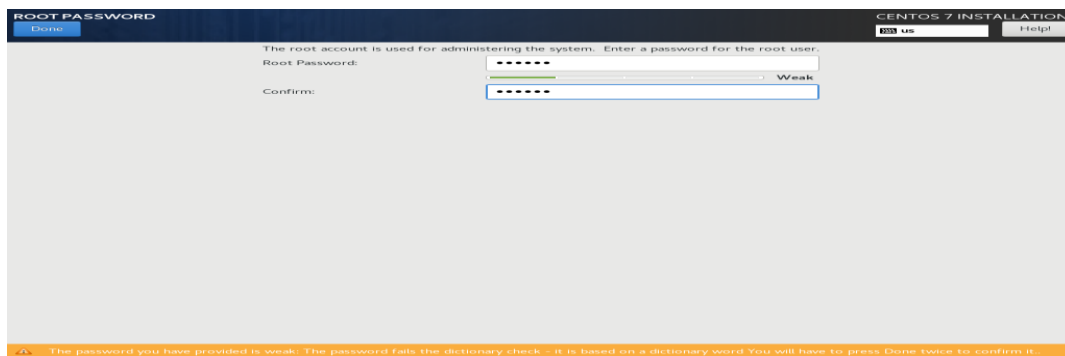 ROOT PASSWORD
CENTOS 7 INSTALLATION
Done
us
Help!
The root account is used for administering the system. Enter a password for the root user.
Root Password:
••••••
Weak
Confirm:
••••••
The password you have provided is weak: The password fails the dictionary check - it is based on a dictionary word You will have to press Done twice to confirm it..